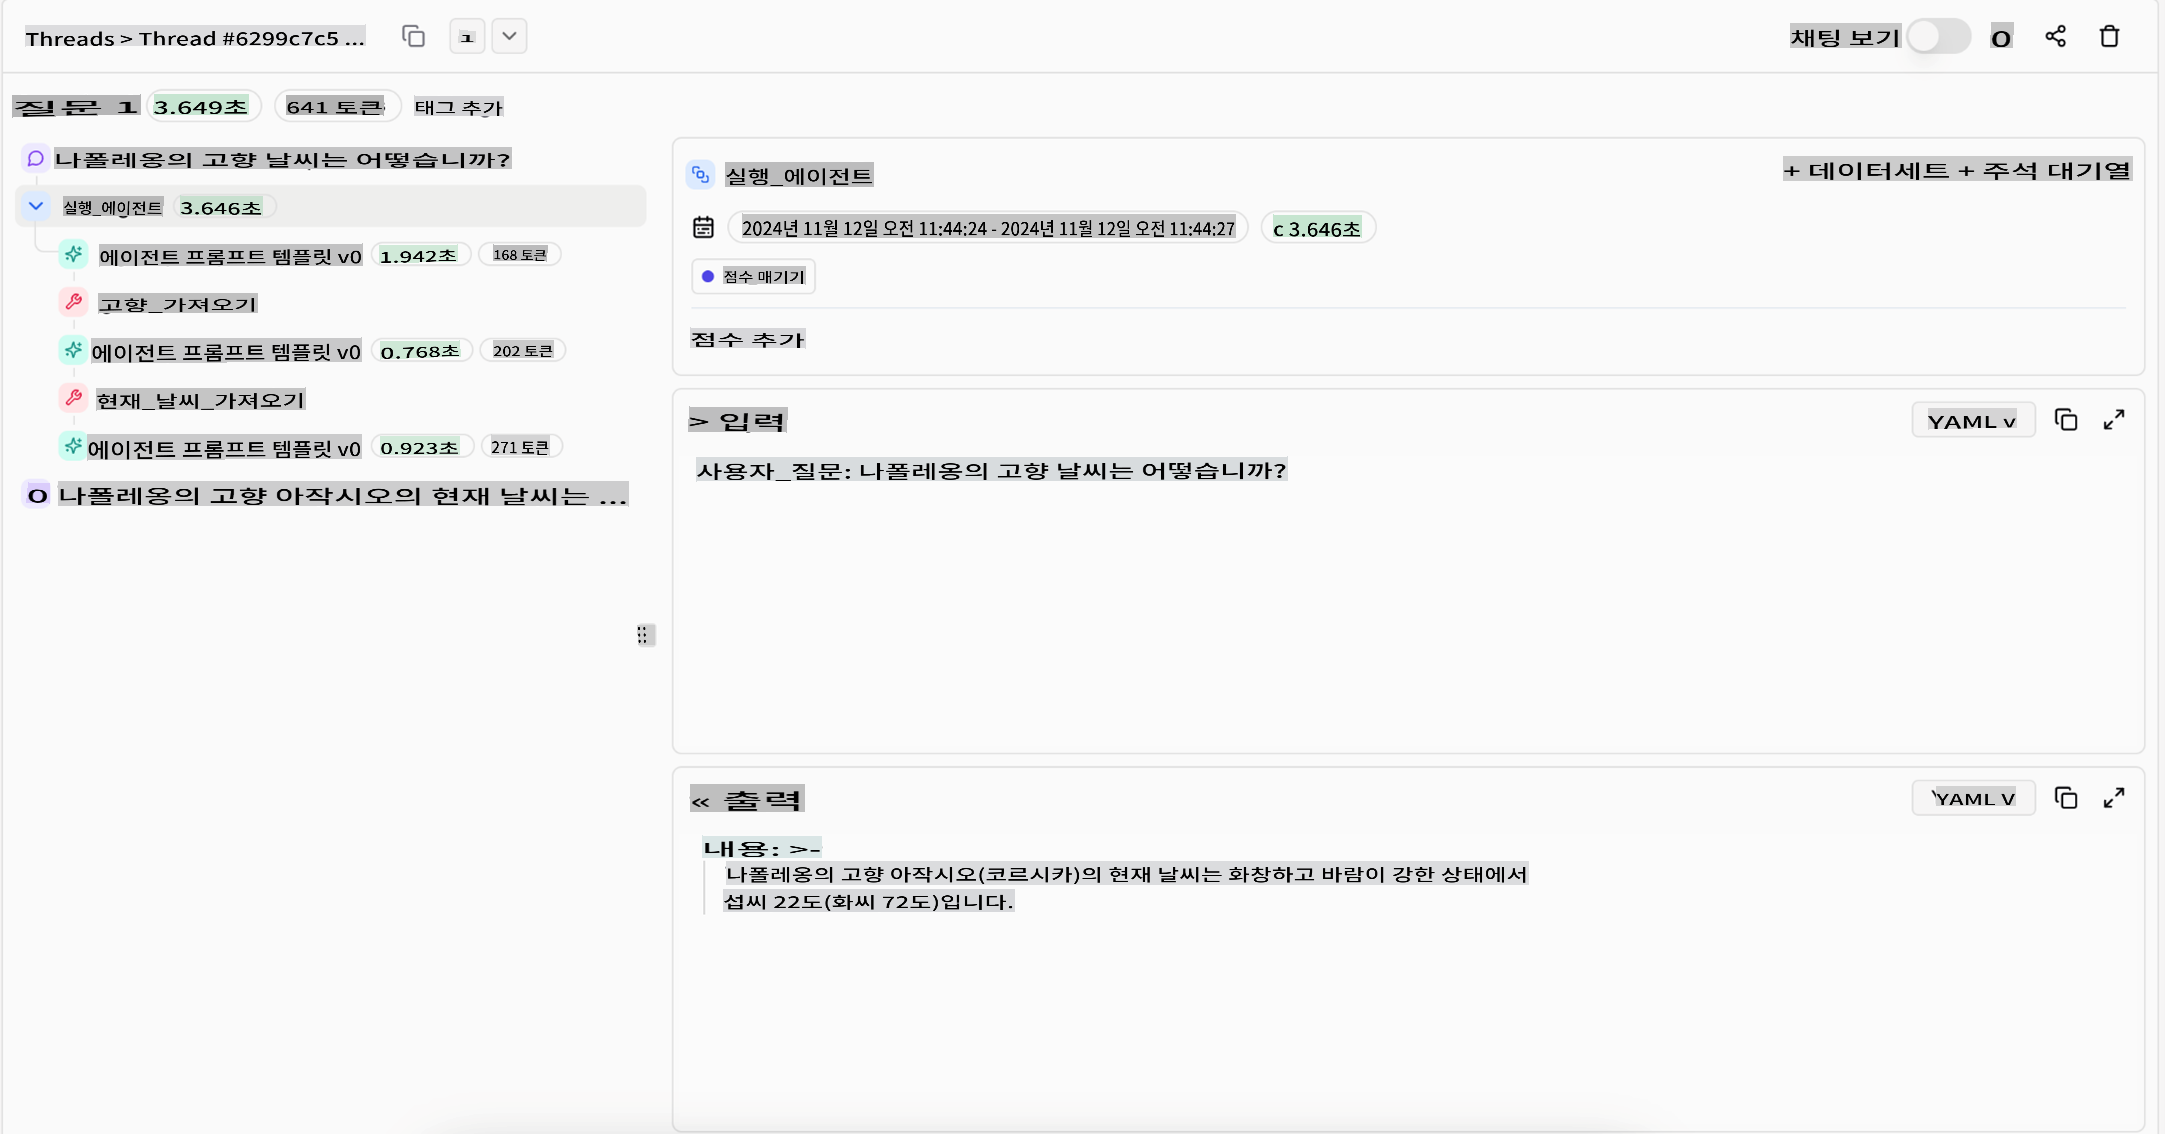 Threads > Thread #6299c7c5 ...
1
채팅 보기
O
질문 1
3.649초
641 토큰
태그 추가
나폴레옹의 고향 날씨는 어떻습니까?
실행_에이전트
3.646초
에이전트 프롬프트 템플릿 v0
1.942초
168 토큰
고향_가져오기
에이전트 프롬프트 템플릿 v0
0.768초
202 토큰
현재_날씨_가져오기
에이전트 프롬프트 템플릿 v0
0.923초
271 토큰
O 나폴레옹의 고향 아작시오의 현재 날씨는 ...
실행_에이전트
+ 데이터세트 + 주석 대기열
2024년 11월 12일 오전 11:44:24 - 2024년 11월 12일 오전 11:44:27
c 3.646초
점수 매기기
점수 추가
> 입력
YAML v
사용자_질문: 나폴레옹의 고향 날씨는 어떻습니까?
« 출력
YAML V
내용: >-
나폴레옹의 고향 아작시오(코르시카)의 현재 날씨는 화창하고 바람이 강한 상태에서
섭씨 22도(화씨 72도)입니다.